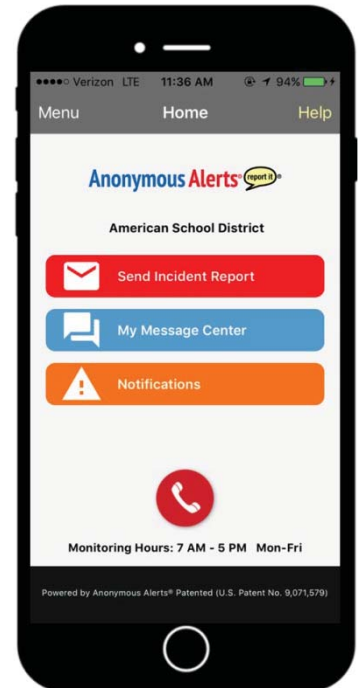 Verizon LTE 11:36 AM 94%
Menu Home Help
Anonymous Alerts® report it®
American School District
Send Incident Report
My Message Center
Notifications
Monitoring Hours: 7 AM - 5 PM Mon-Fri
Powered by Anonymous Alerts® Patented (U.S. Patent No. 9,071,579)